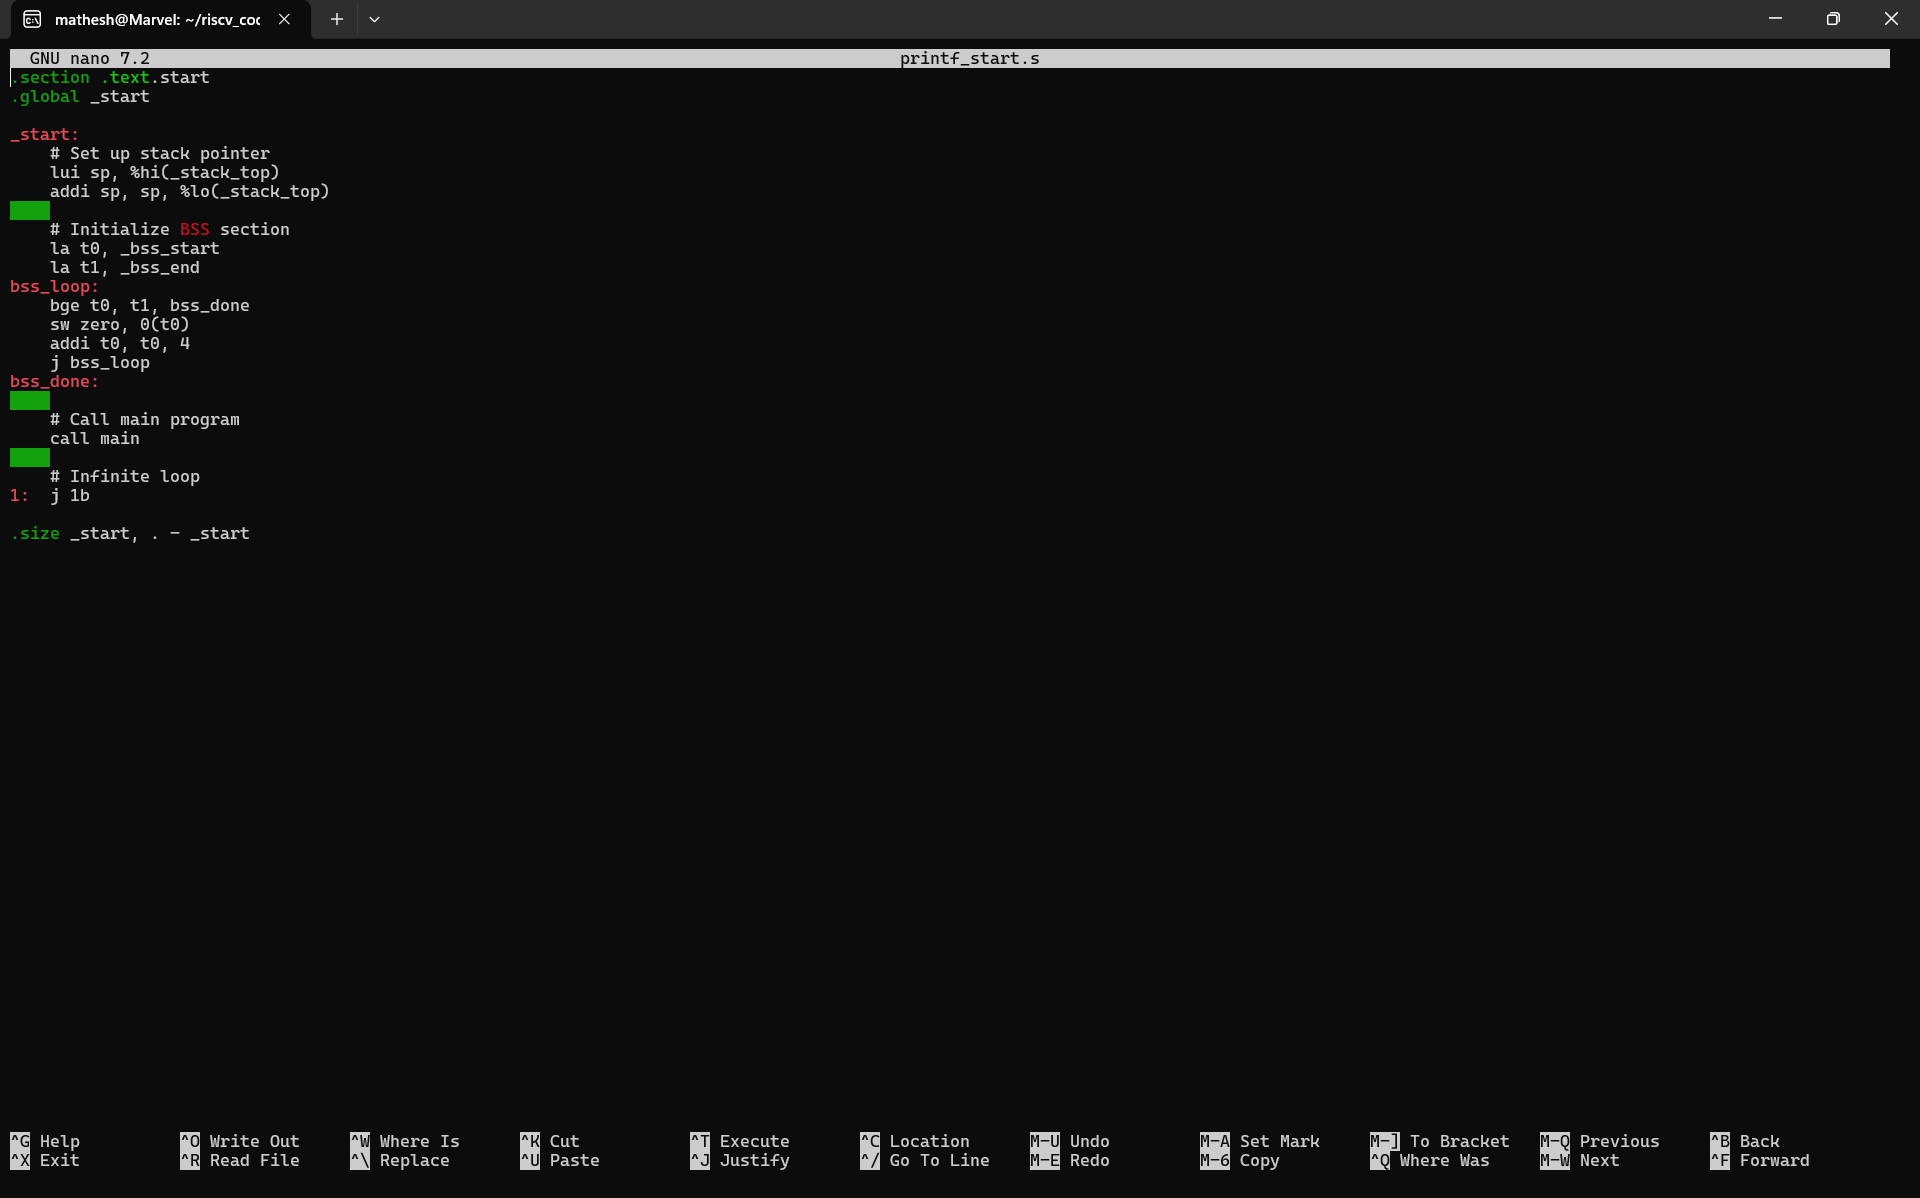 mathesh@Marvel: ~/riscv_coc
GNU nano 7.2 printf_start.s
.section .text.start
.global _start
_start:
    # Set up stack pointer
    lui sp, %hi(_stack_top)
    addi sp, sp, %lo(_stack_top)
    # Initialize BSS section
    la t0, _bss_start
    la t1, _bss_end
bss_loop:
    bge t0, t1, bss_done
    sw zero, 0(t0)
    addi t0, t0, 4
    j bss_loop
bss_done:
    # Call main program
    call main
    # Infinite loop
1:  j 1b
.size _start, . - _start
^G Help ^O Write Out ^W Where Is ^K Cut ^T Execute ^C Location M-U Undo M-A Set Mark M-] To Bracket M-Q Previous ^B Back
^X Exit ^R Read File ^\ Replace ^U Paste ^J Justify ^/ Go To Line M-E Redo M-6 Copy ^Q Where Was M-W Next ^F Forward